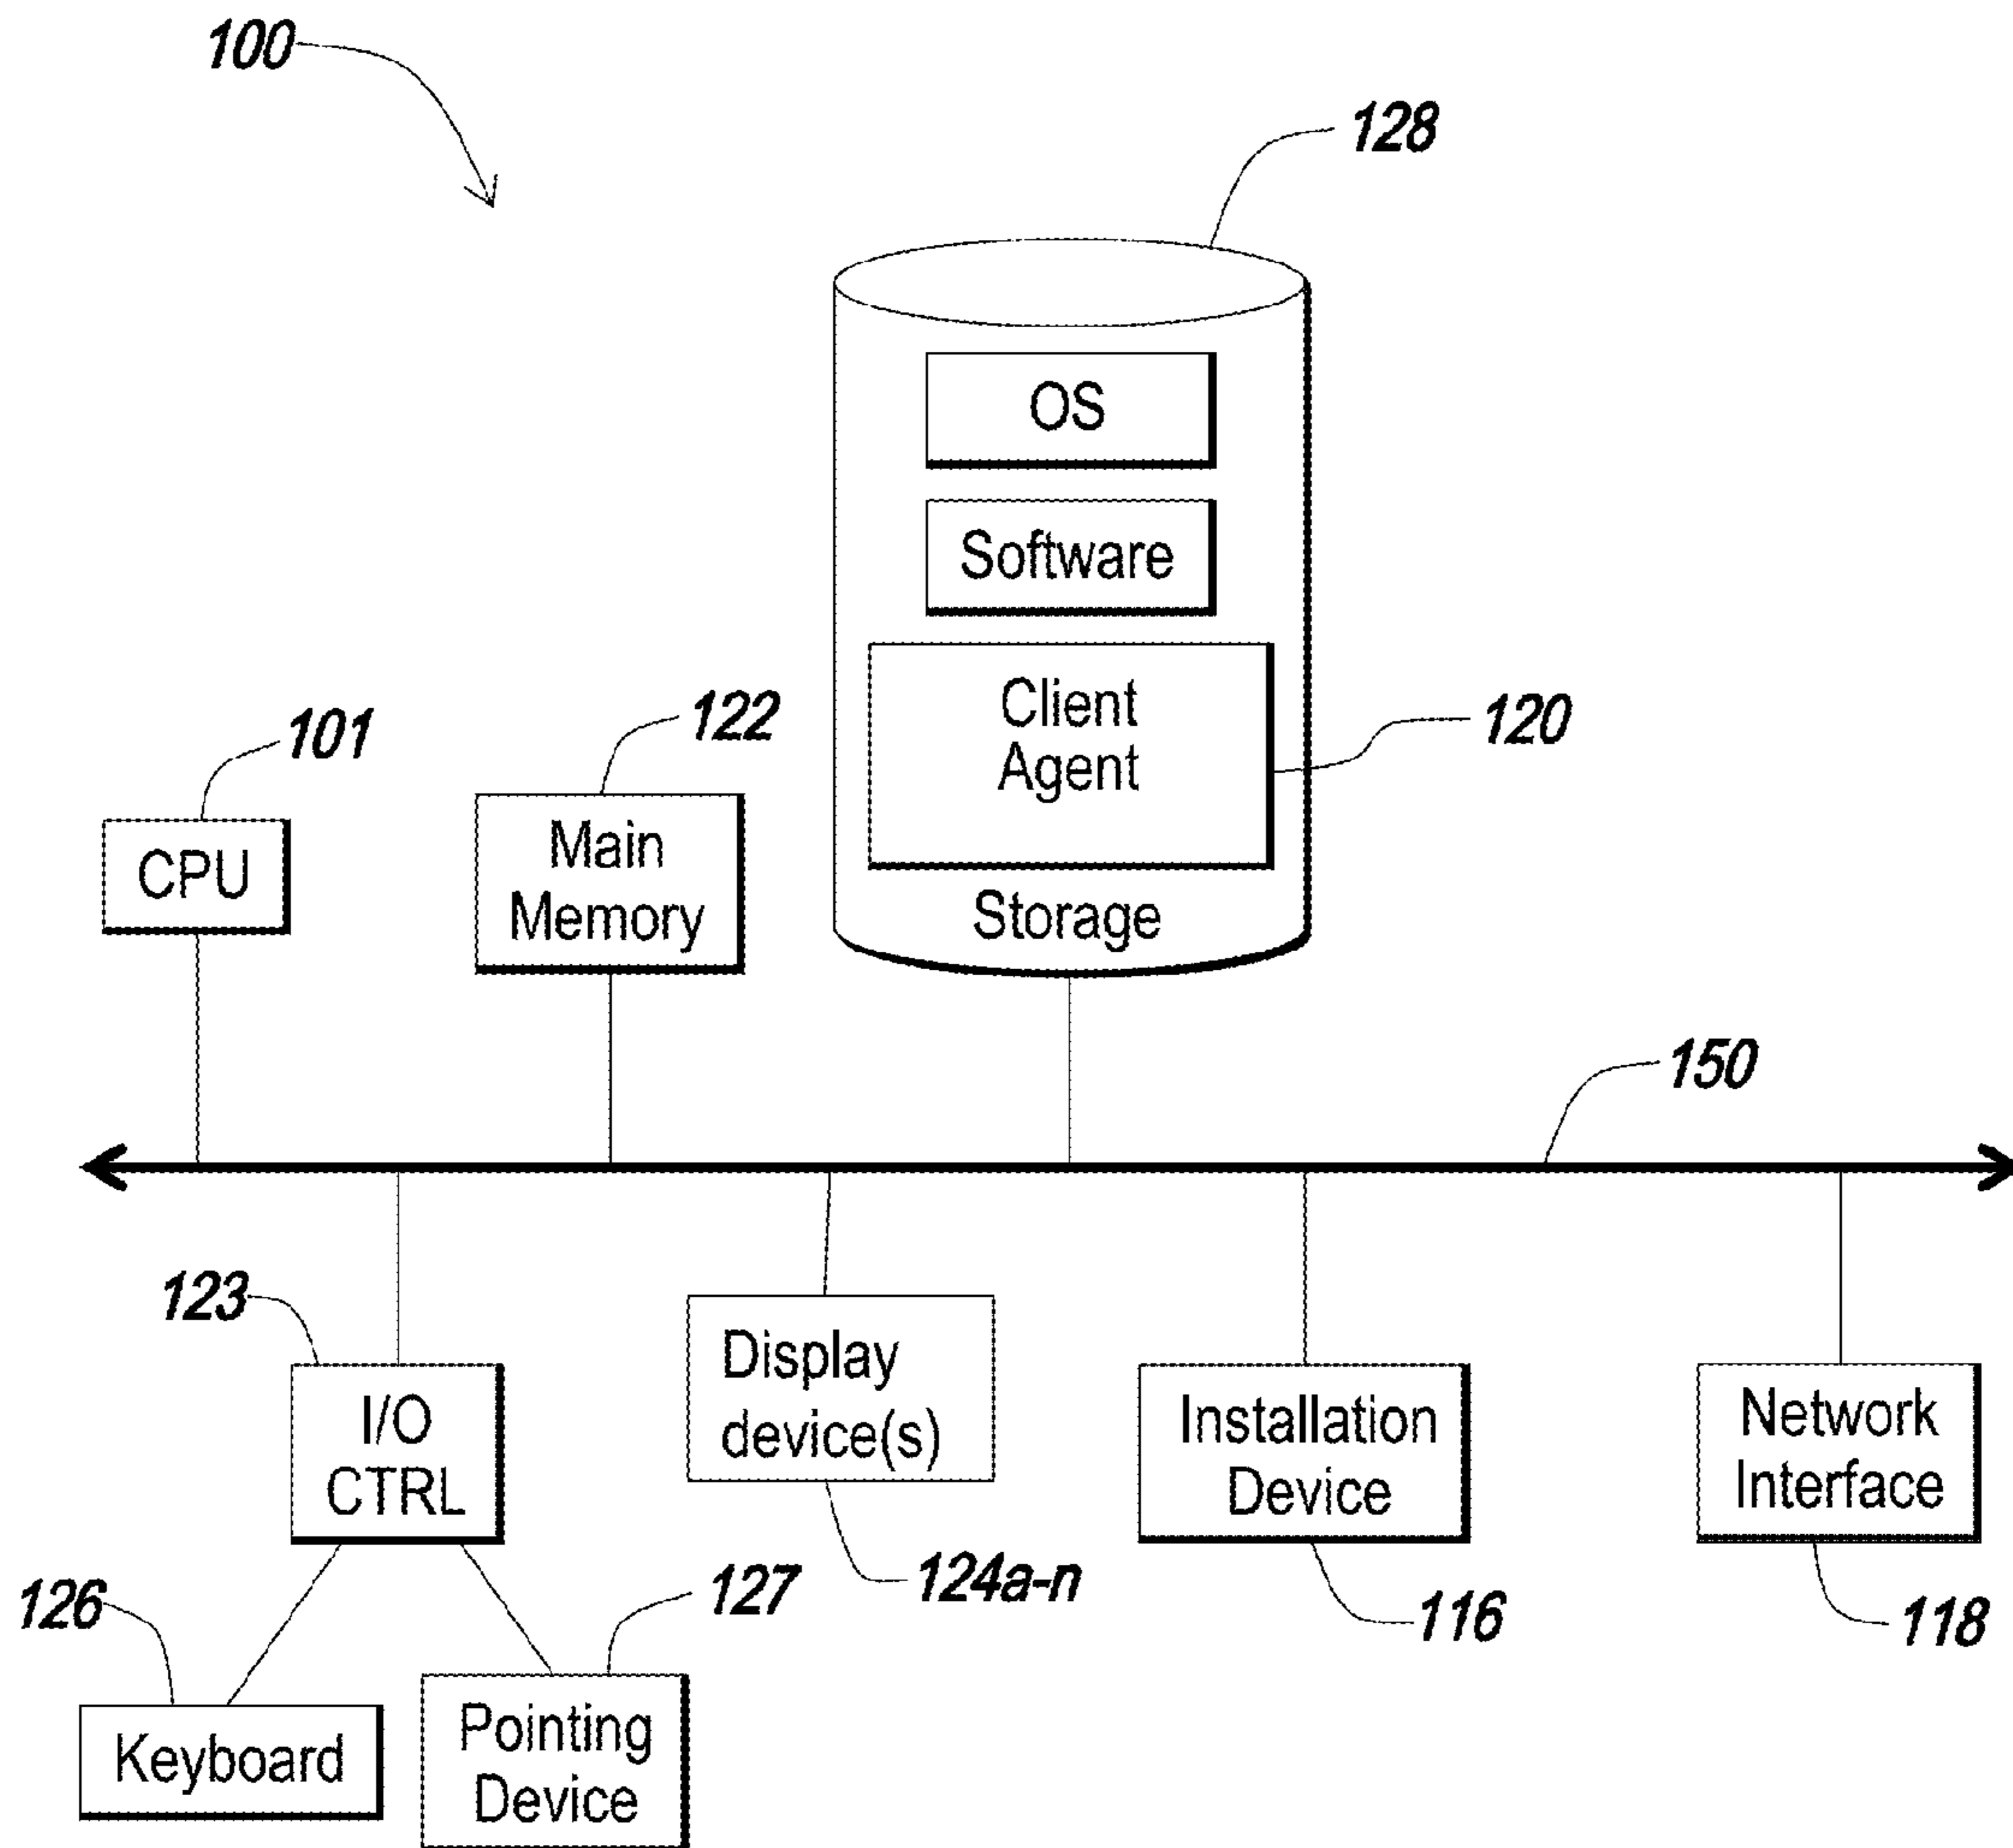 100
128
OS
Software
Client
Agent
120
Storage
101
CPU
122
Main
Memory
150
123
I/O
CTRL
Display
device(s)
124a-n
Installation
Device
116
Network
Interface
118
126
Keyboard
127
Pointing
Device